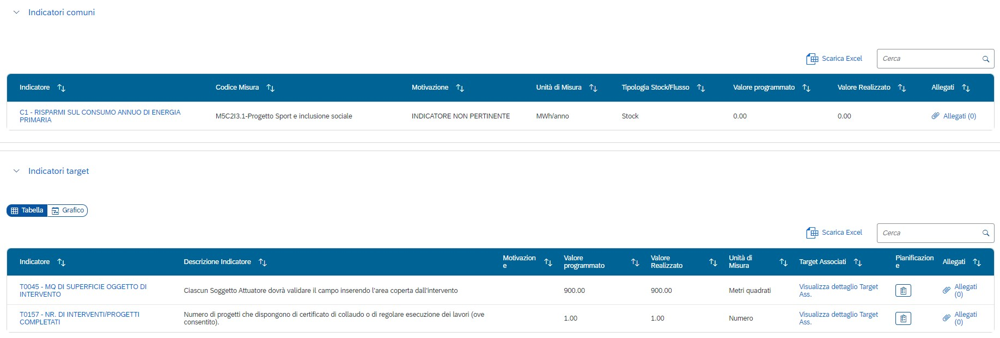 Indicatori comuni
Scarica Excel
Cerca
Indicatore Codice Misura Motivazione Unità di Misura Tipologia Stock/Flusso Valore programmato Valore Realizzato Allegati
C1 - RISPARMI SUL CONSUMO ANNUO DI ENERGIA
PRIMARIA
M5C2I3.1-Progetto Sport e inclusione sociale
INDICATORE NON PERTINENTE
MWh/anno
Stock
0.00
0.00
Allegati (0)
Indicatori target
Tabella
Grafico
Scarica Excel
Cerca
Indicatore
Descrizione Indicatore
Motivazion
e
Valore
programmato
Valore
Realizzato
Unità di
Misura
Target Associati
Pianificazion
e
Allegati
T0045 - MQ DI SUPERFICIE OGGETTO DI
INTERVENTO
Ciascun Soggetto Attuatore dovrà validare il campo inserendo l'area coperta dall'intervento
900.00
900.00
Metri quadrati
Visualizza dettaglio Target
Ass.
Allegati
(0)
T0157 - NR. DI INTERVENTI/PROGETTI
COMPLETATI
Numero di progetti che dispongono di certificato di collaudo o di regolare esecuzione dei lavori (ove
consentito).
1.00
1.00
Numero
Visualizza dettaglio Target
Ass.
Allegati
(0)